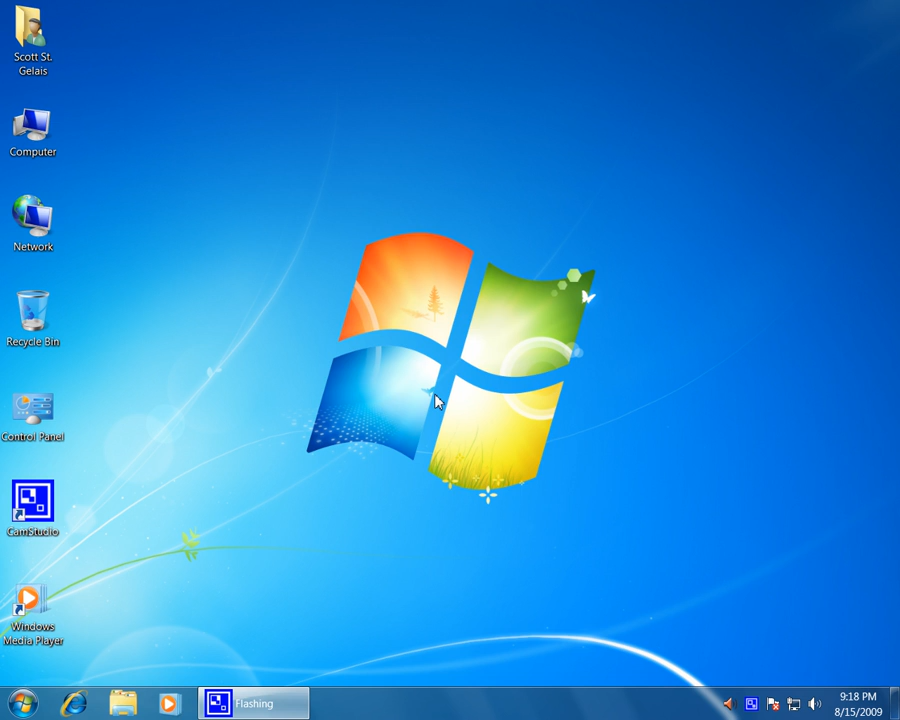 Scott St.
Gelais
Computer
Network
Recycle Bin
Control Panel
CamStudio
Windows
Media Player
Flashing
9:18 PM
8/15/2009